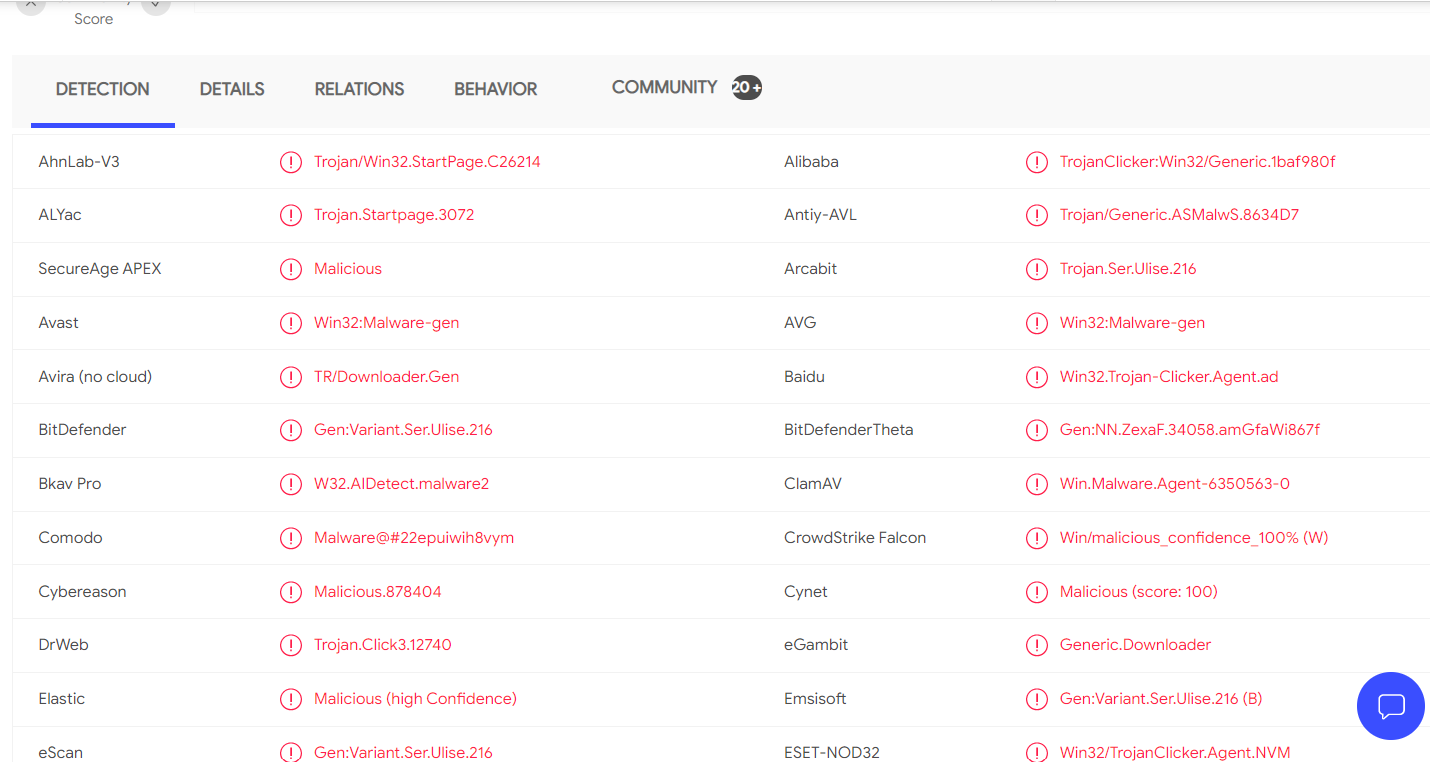 Score
DETECTION DETAILS RELATIONS BEHAVIOR COMMUNITY 20+
AhnLab-V3 Trojan/Win32.StartPage.C26214 Alibaba TrojanClicker:Win32/Generic.1baf980f
ALYac Trojan.Startpage.3072 Antiy-AVL Trojan/Generic.ASMalwS.8634D7
SecureAge APEX Malicious Arcabit Trojan.Ser.Ulise.216
Avast Win32:Malware-gen AVG Win32:Malware-gen
Avira (no cloud) TR/Downloader.Gen Baidu Win32.Trojan-Clicker.Agent.ad
BitDefender Gen:Variant.Ser.Ulise.216 BitDefenderTheta Gen:NN.ZexaF.34058.amGfaWi867f
Bkav Pro W32.AIDetect.malware2 ClamAV Win.Malware.Agent-6350563-0
Comodo Malware@#22epuiwih8vym CrowdStrike Falcon Win/malicious_confidence_100% (W)
Cybereason Malicious.878404 Cynet Malicious (score: 100)
DrWeb Trojan.Click3.12740 eGambit Generic.Downloader
Elastic Malicious (high Confidence) Emsisoft Gen:Variant.Ser.Ulise.216 (B)
eScan Gen:Variant.Ser.Ulise.216 ESET-NOD32 Win32/TrojanClicker.Agent.NVM